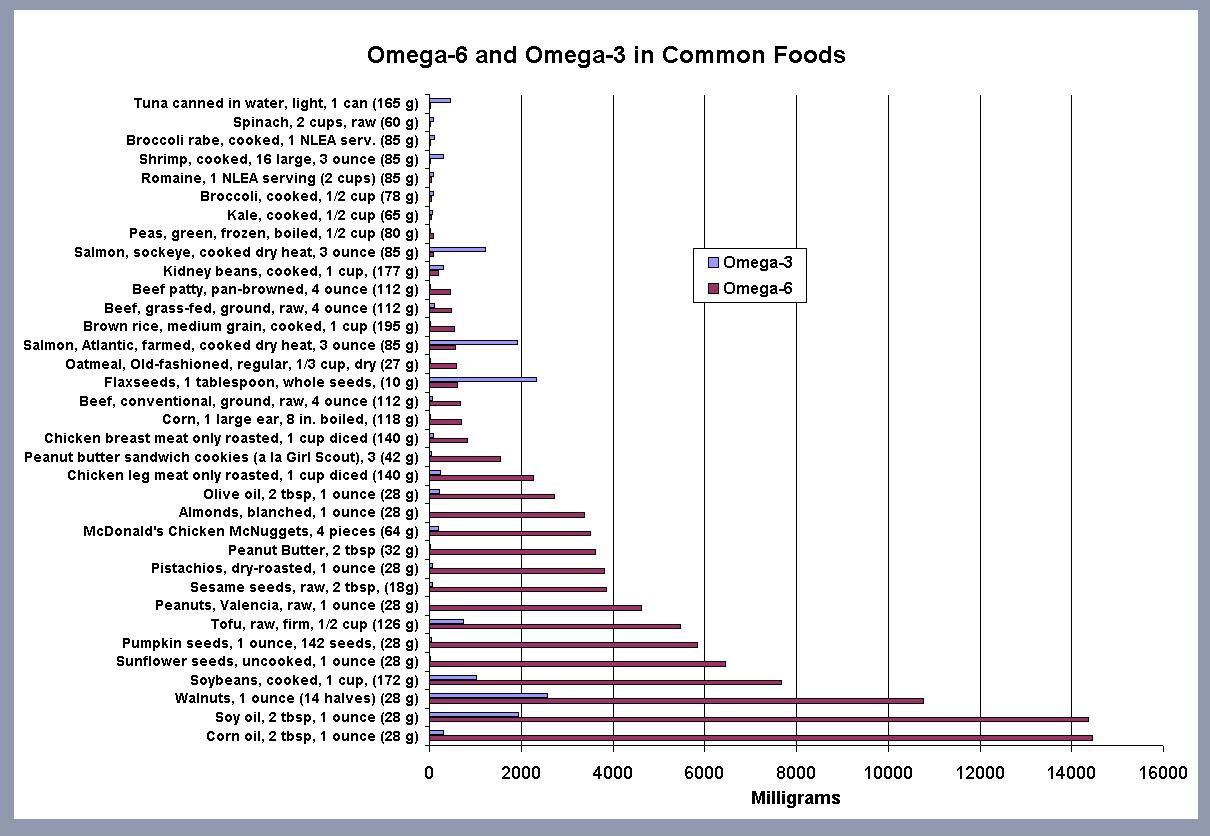 Omega-6 and Omega-3 in Common Foods
Tuna canned in water, light, 1 can (165 g)
Spinach, 2 cups, raw (60 g)
Broccoli rabe, cooked, 1 NLEA serv. (85 g)
Shrimp, cooked, 16 large, 3 ounce (85 g)
Romaine, 1 NLEA serving (2 cups) (85 g)
Broccoli, cooked, 1/2 cup (78 g)
Kale, cooked, 1/2 cup (65 g)
Peas, green, frozen, boiled, 1/2 cup (80 g)
Salmon, sockeye, cooked dry heat, 3 ounce (85 g)
Kidney beans, cooked, 1 cup, (177 g)
Beef patty, pan-browned, 4 ounce (112 g)
Beef, grass-fed, ground, raw, 4 ounce (112 g)
Brown rice, medium grain, cooked, 1 cup (195 g)
Salmon, Atlantic, farmed, cooked dry heat, 3 ounce (85 g)
Oatmeal, Old-fashioned, regular, 1/3 cup, dry (27 g)
Flaxseeds, 1 tablespoon, whole seeds, (10 g)
Beef, conventional, ground, raw, 4 ounce (112 g)
Corn, 1 large ear, 8 in. boiled, (118 g)
Chicken breast meat only roasted, 1 cup diced (140 g)
Peanut butter sandwich cookies (a la Girl Scout), 3 (42 g)
Chicken leg meat only roasted, 1 cup diced (140 g)
Olive oil, 2 tbsp, 1 ounce (28 g)
Almonds, blanched, 1 ounce (28 g)
McDonald's Chicken McNuggets, 4 pieces (64 g)
Peanut Butter, 2 tbsp (32 g)
Pistachios, dry-roasted, 1 ounce (28 g)
Sesame seeds, raw, 2 tbsp, (18g)
Peanuts, Valencia, raw, 1 ounce (28 g)
Tofu, raw, firm, 1/2 cup (126 g)
Pumpkin seeds, 1 ounce, 142 seeds, (28 g)
Sunflower seeds, uncooked, 1 ounce (28 g)
Soybeans, cooked, 1 cup, (172 g)
Walnuts, 1 ounce (14 halves) (28 g)
Soy oil, 2 tbsp, 1 ounce (28 g)
Corn oil, 2 tbsp, 1 ounce (28 g)
Omega-3
Omega-6
0 2000 4000 6000 8000 10000 12000 14000 16000
Milligrams